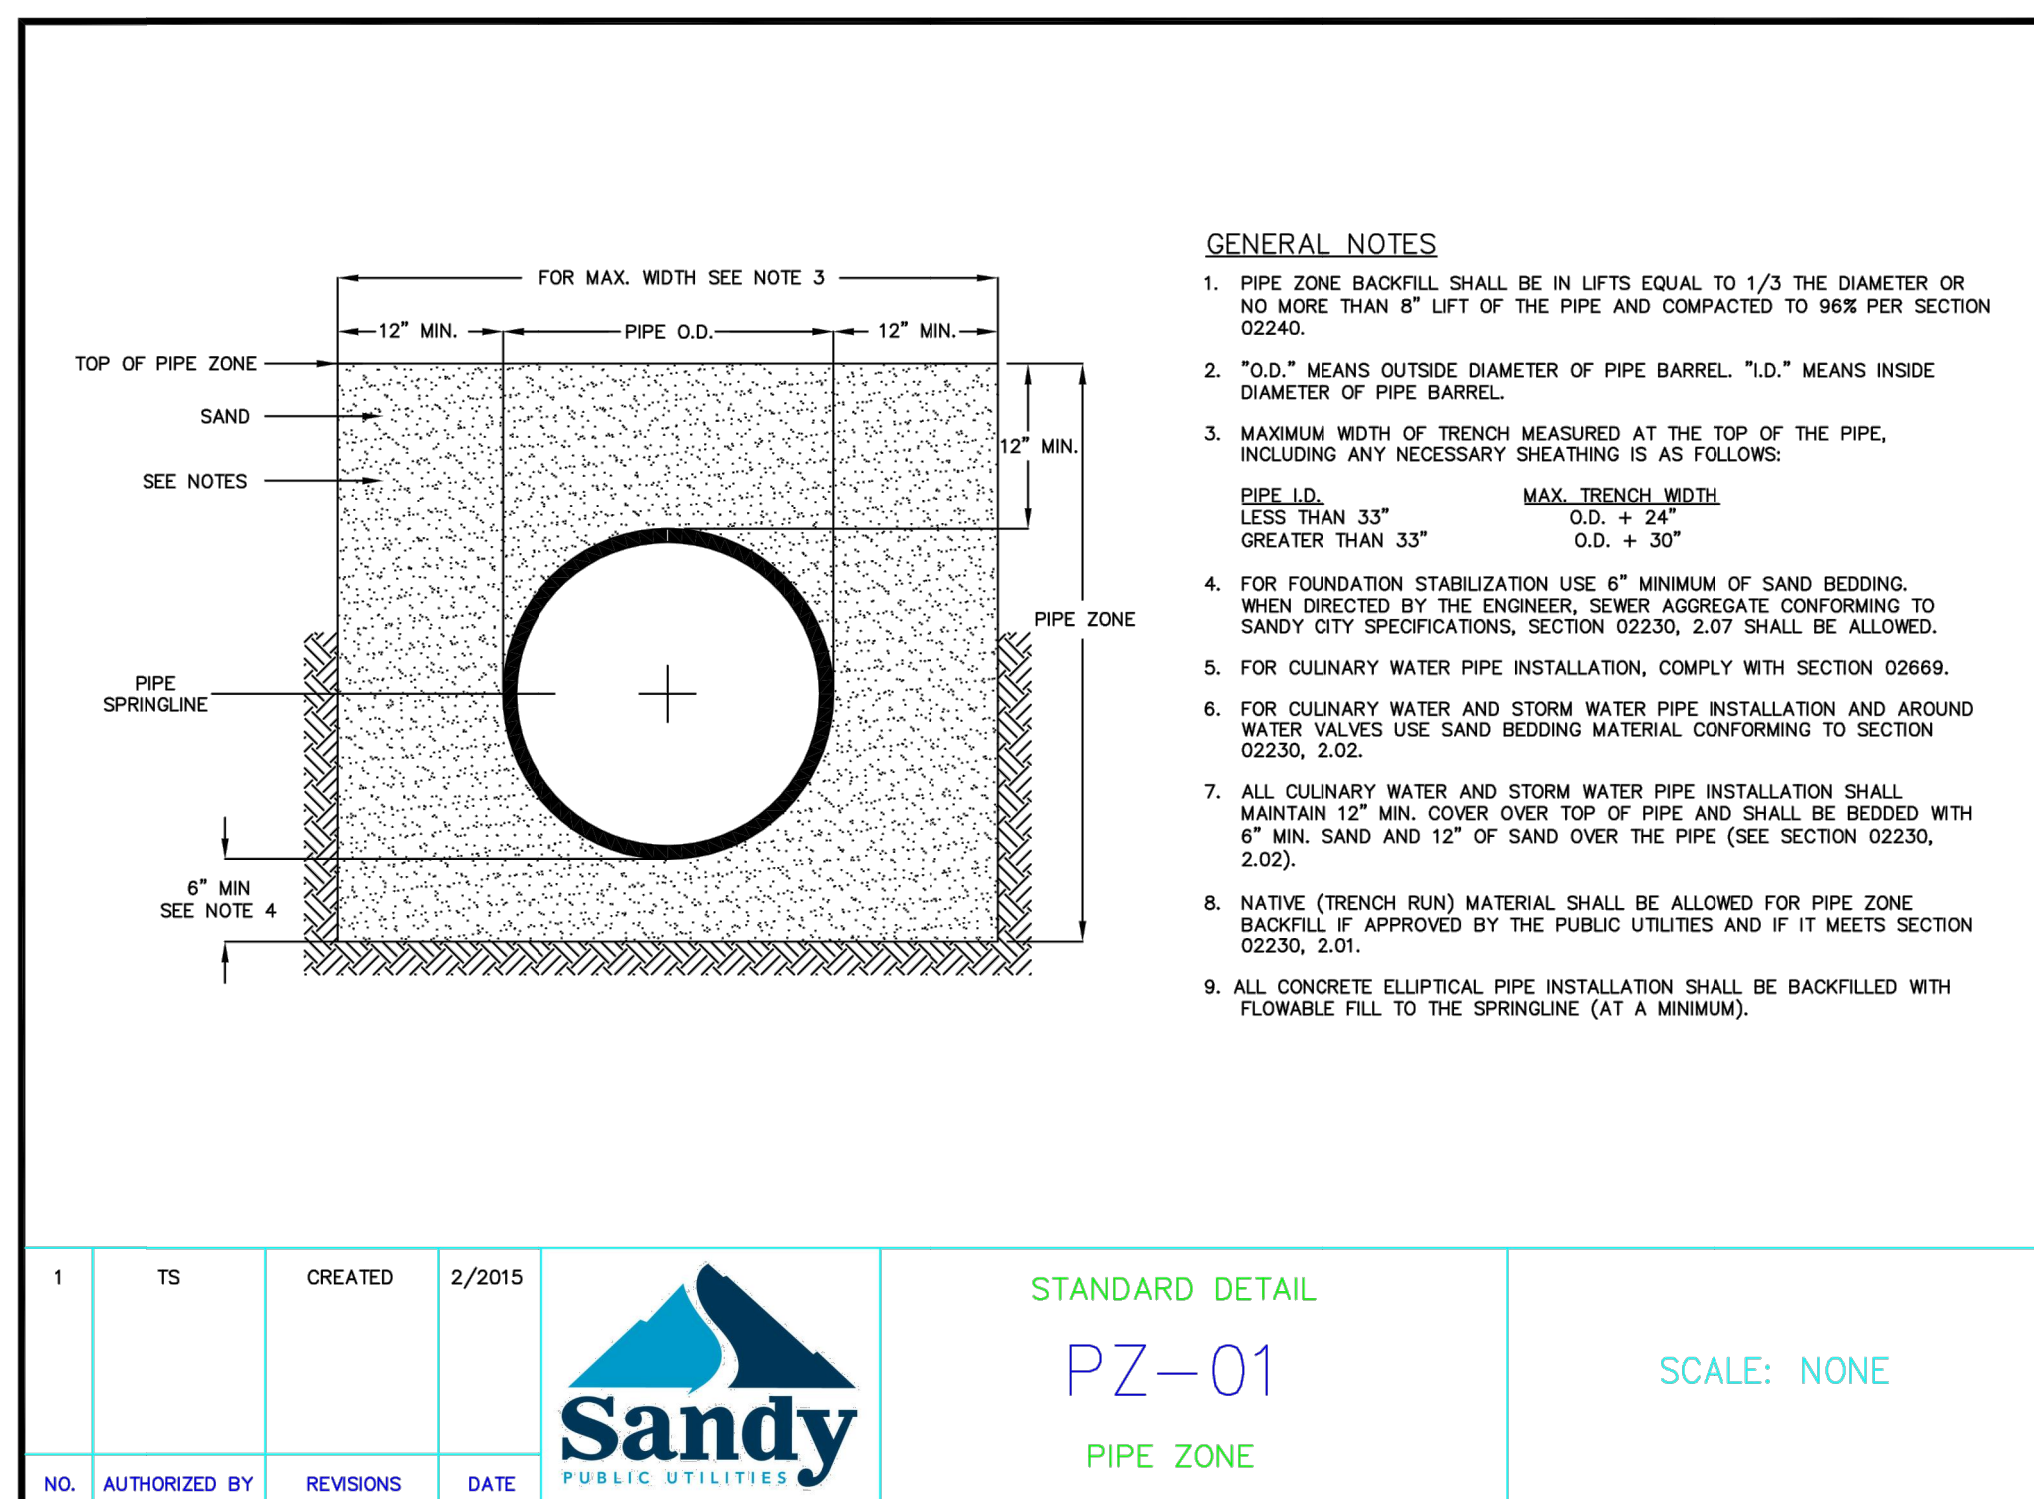 FOR MAX. WIDTH SEE NOTE 3
12" MIN.
PIPE O.D.
12" MIN.
TOP OF PIPE ZONE
SAND
12" MIN.
SEE NOTES
PIPE ZONE
PIPE
SPRINGLINE
6" MIN
SEE NOTE 4
GENERAL NOTES
1. PIPE ZONE BACKFILL SHALL BE IN LIFTS EQUAL TO 1/3 THE DIAMETER OR
NO MORE THAN 8" LIFT OF THE PIPE AND COMPACTED TO 96% PER SECTION
02240.
2. "O.D." MEANS OUTSIDE DIAMETER OF PIPE BARREL. "I.D." MEANS INSIDE
DIAMETER OF PIPE BARREL.
3. MAXIMUM WIDTH OF TRENCH MEASURED AT THE TOP OF THE PIPE,
INCLUDING ANY NECESSARY SHEATHING IS AS FOLLOWS:
PIPE I.D. MAX. TRENCH WIDTH
LESS THAN 33" O.D. + 24"
GREATER THAN 33" O.D. + 30"
4. FOR FOUNDATION STABILIZATION USE 6" MINIMUM OF SAND BEDDING.
WHEN DIRECTED BY THE ENGINEER, SEWER AGGREGATE CONFORMING TO
SANDY CITY SPECIFICATIONS, SECTION 02230, 2.07 SHALL BE ALLOWED.
5. FOR CULINARY WATER PIPE INSTALLATION, COMPLY WITH SECTION 02669.
6. FOR CULINARY WATER AND STORM WATER PIPE INSTALLATION AND AROUND
WATER VALVES USE SAND BEDDING MATERIAL CONFORMING TO SECTION
02230, 2.02.
7. ALL CULINARY WATER AND STORM WATER PIPE INSTALLATION SHALL
MAINTAIN 12" MIN. COVER OVER TOP OF PIPE AND SHALL BE BEDDED WITH
6" MIN. SAND AND 12" OF SAND OVER THE PIPE (SEE SECTION 02230,
2.02).
8. NATIVE (TRENCH RUN) MATERIAL SHALL BE ALLOWED FOR PIPE ZONE
BACKFILL IF APPROVED BY THE PUBLIC UTILITIES AND IF IT MEETS SECTION
02230, 2.01.
9. ALL CONCRETE ELLIPTICAL PIPE INSTALLATION SHALL BE BACKFILLED WITH
FLOWABLE FILL TO THE SPRINGLINE (AT A MINIMUM).
1 TS CREATED 2/2015
NO. AUTHORIZED BY REVISIONS DATE
Sandy
PUBLIC UTILITIES
STANDARD DETAIL
PZ-01
PIPE ZONE
SCALE: NONE